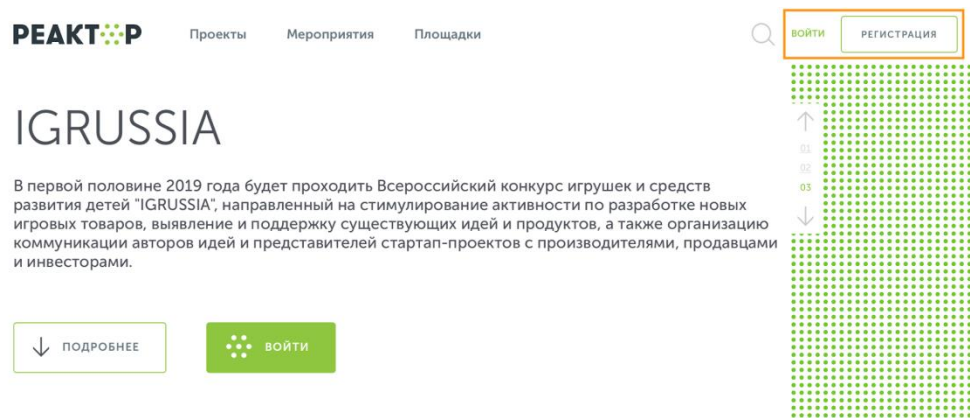 РЕАКТОР Проекты Мероприятия Площадки ВОЙТИ РЕГИСТРАЦИЯ
IGRUSSIA
01
02
03
В первой половине 2019 года будет проходить Всероссийский конкурс игрушек и средств
развития детей "IGRUSSIA", направленный на стимулирование активности по разработке новых
игровых товаров, выявление и поддержку существующих идей и продуктов, а также организацию
коммуникации авторов идей и представителей стартап-проектов с производителями, продавцами
и инвесторами.
ПОДРОБНЕЕ ВОЙТИ